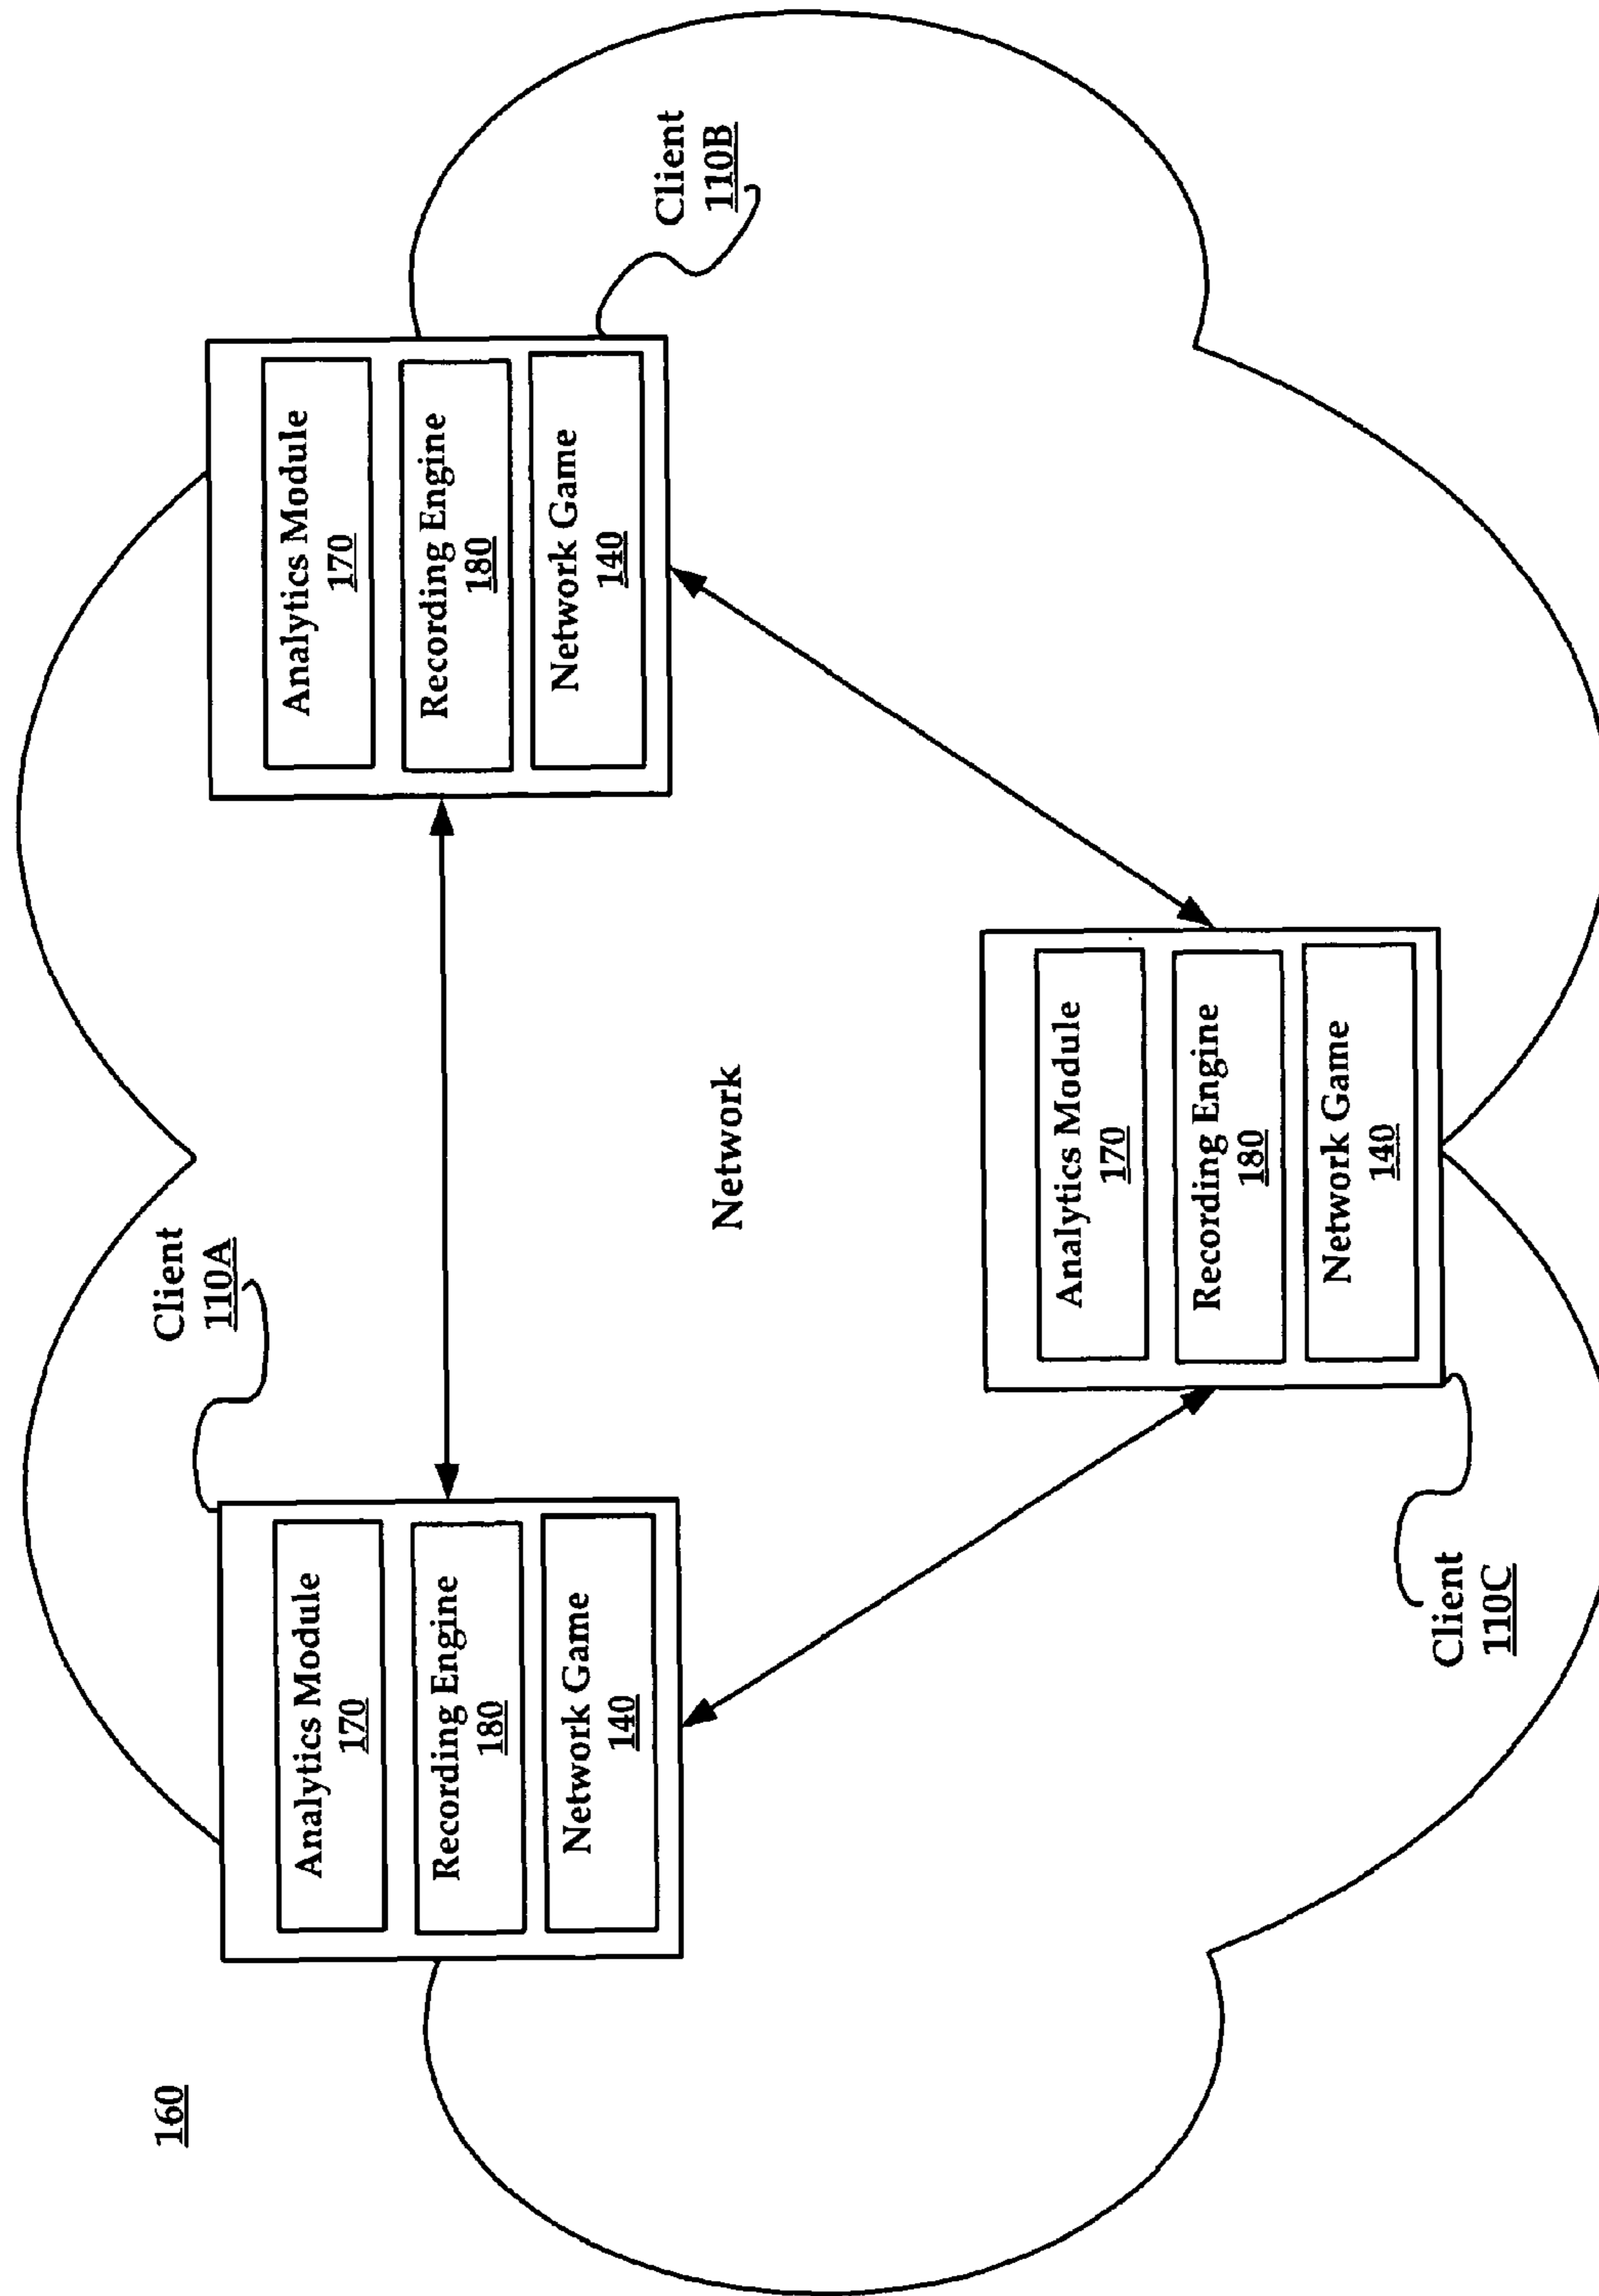 160
Client
110A
Analytics Module
170
Recording Engine
180
Network Game
140
Analytics Module
170
Recording Engine
180
Network Game
140
Client
110B
Network
Analytics Module
170
Recording Engine
180
Network Game
140
Client
110C